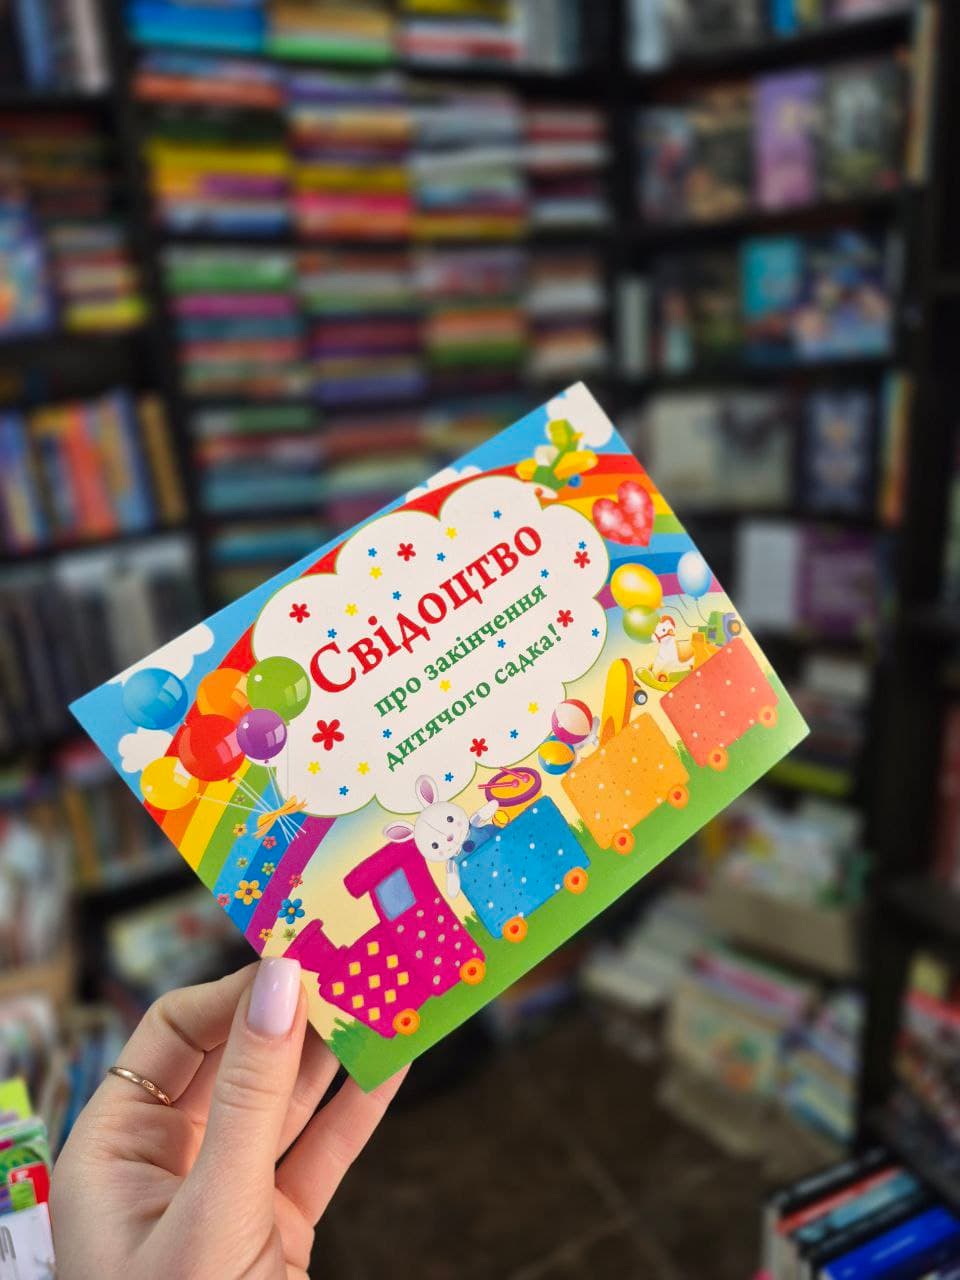 Свідоцтво
про закінчення
дитячого садка!